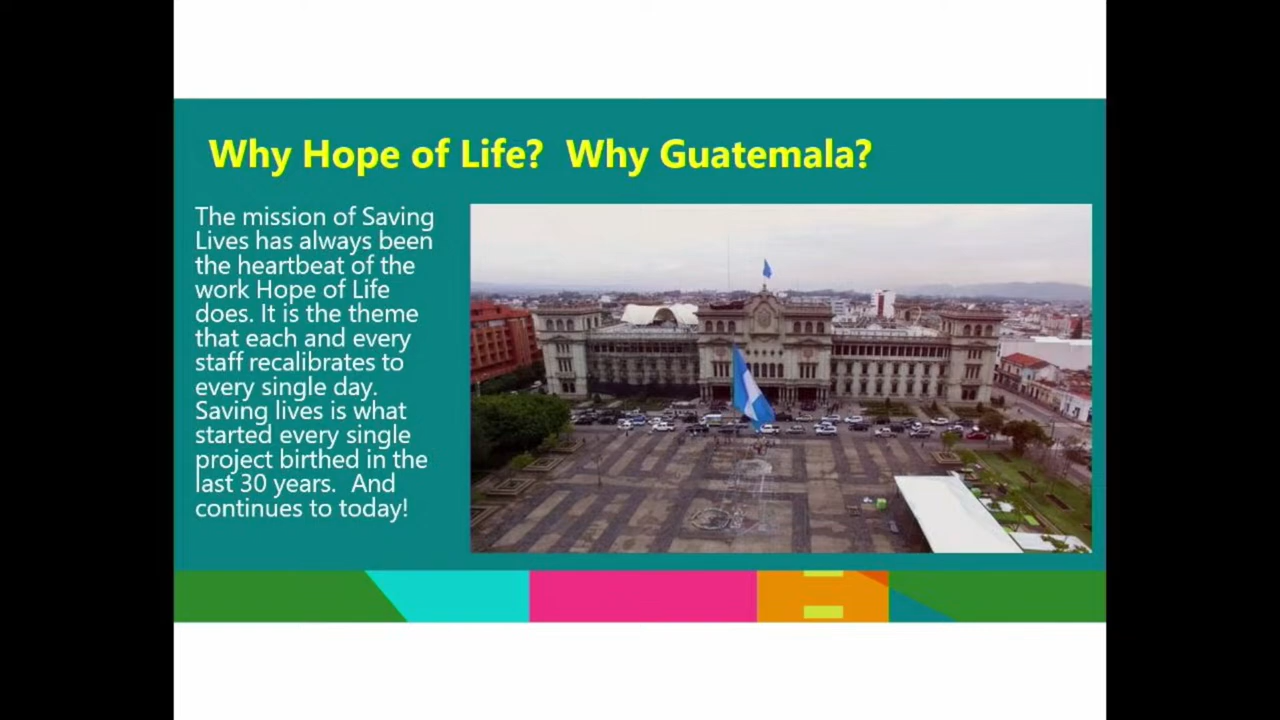 Why Hope of Life?  Why Guatemala?
The mission of Saving
Lives has always been
the heartbeat of the
work Hope of Life
does. It is the theme
that each and every
staff recalibrates to
every single day.
Saving lives is what
started every single
project birthed in the
last 30 years.  And
continues to today!